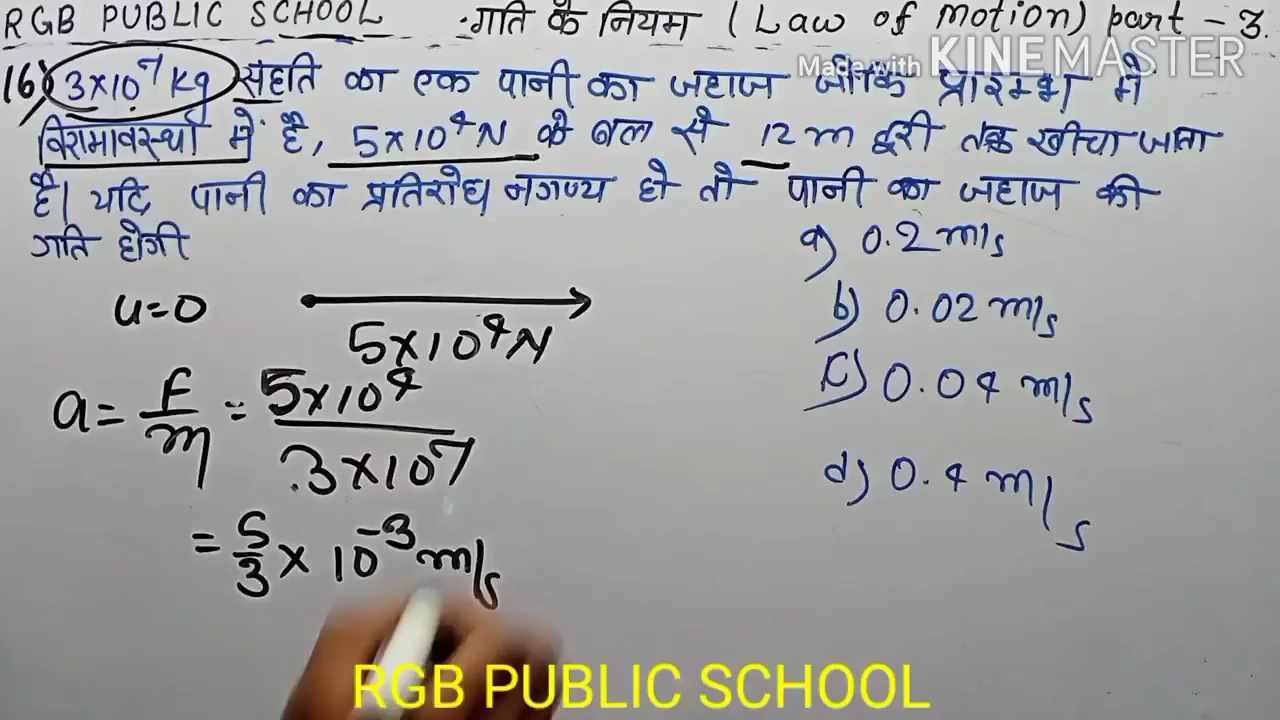 RGB PUBLIC SCHOOL . गति के नियम (Law of motion) part - 3.
Made with KINEMASTER
16) 3×10⁷ Kg संहति का एक पानी का जहाज जोकि प्रारम्भ में
विरामावस्था में है, 5×10⁴ N के बल से 12 m दूरी तक खींचा जाता
है। यदि पानी का प्रतिरोध नगण्य हो तो पानी का जहाज की
गति होगी
a) 0.2 m/s
b) 0.02 m/s
c) 0.04 m/s
d) 0.4 m/s
u=0
5×10⁴ N
a = F/m = 5×10⁴ / 3×10⁷
= 5/3 × 10⁻³ m/s
RGB PUBLIC SCHOOL